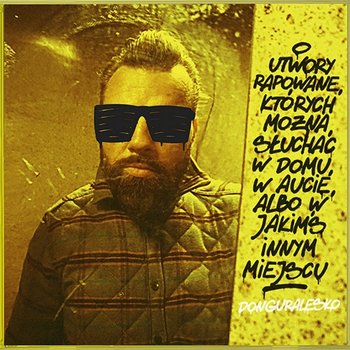 UTWORY
RAPOWANE,
KTÓRYCH
MOŻNA
SŁUCHAĆ
W DOMU,
W AUCIE,
ALBO W
JAKIMŚ
INNYM
MIEJSCU
DONGURALESKO